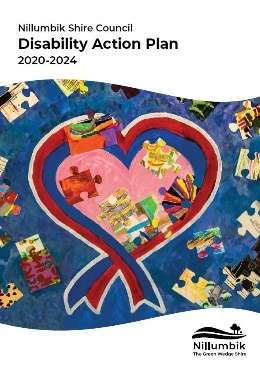 Nillumbik Shire Council
Disability Action Plan
2020-2024
Nillumbik
The Green Wedge Shire